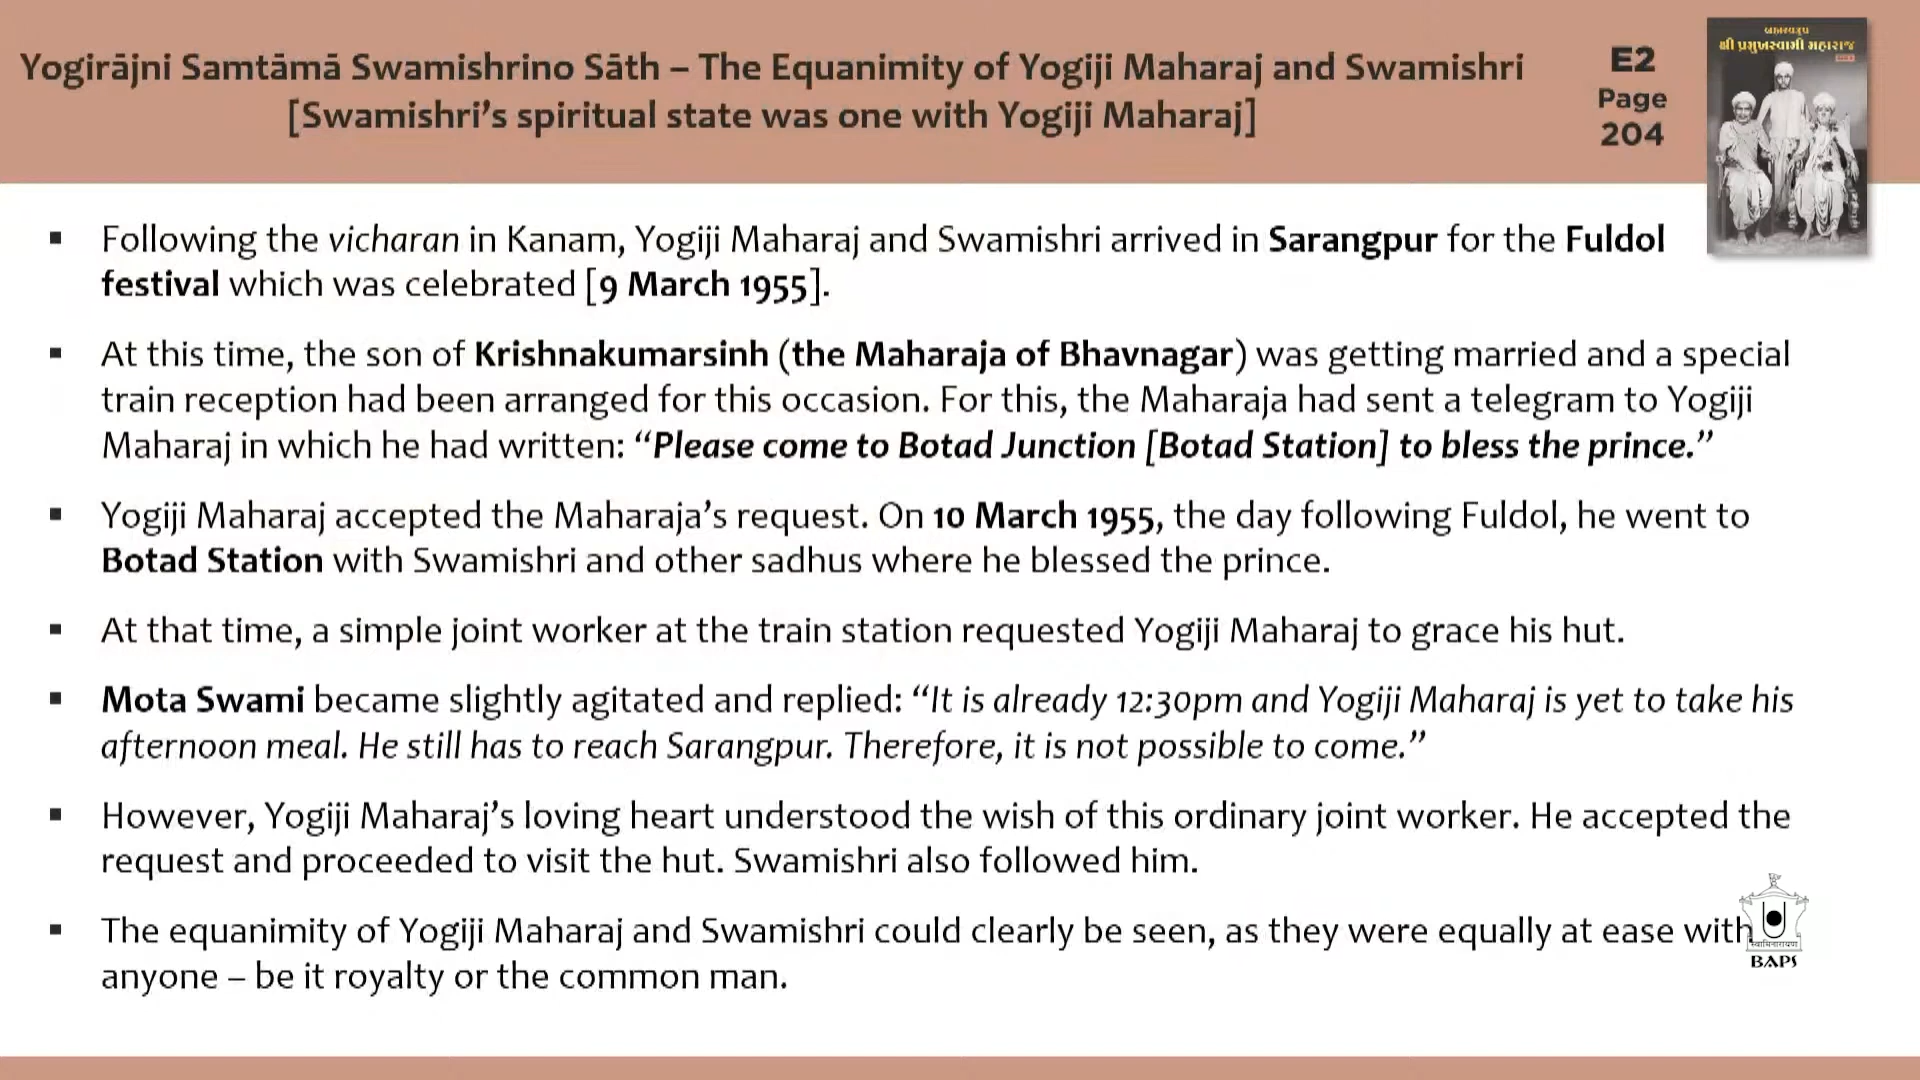 Yogirājni Samtāmā Swamishrino Sāth – The Equanimity of Yogiji Maharaj and Swamishri
[Swamishri’s spiritual state was one with Yogiji Maharaj]
E2
Page
204
બ્રહ્મસ્વરૂપ
શ્રી પ્રમુખસ્વામી મહારાજ
▪ Following the vicharan in Kanam, Yogiji Maharaj and Swamishri arrived in Sarangpur for the Fuldol
festival which was celebrated [9 March 1955].
▪ At this time, the son of Krishnakumarsinh (the Maharaja of Bhavnagar) was getting married and a special
train reception had been arranged for this occasion. For this, the Maharaja had sent a telegram to Yogiji
Maharaj in which he had written: “Please come to Botad Junction [Botad Station] to bless the prince.”
▪ Yogiji Maharaj accepted the Maharaja’s request. On 10 March 1955, the day following Fuldol, he went to
Botad Station with Swamishri and other sadhus where he blessed the prince.
▪ At that time, a simple joint worker at the train station requested Yogiji Maharaj to grace his hut.
▪ Mota Swami became slightly agitated and replied: “It is already 12:30pm and Yogiji Maharaj is yet to take his
afternoon meal. He still has to reach Sarangpur. Therefore, it is not possible to come.”
▪ However, Yogiji Maharaj’s loving heart understood the wish of this ordinary joint worker. He accepted the
request and proceeded to visit the hut. Swamishri also followed him.
▪ The equanimity of Yogiji Maharaj and Swamishri could clearly be seen, as they were equally at ease with
anyone – be it royalty or the common man.
स्वामिनारायण
BAPS